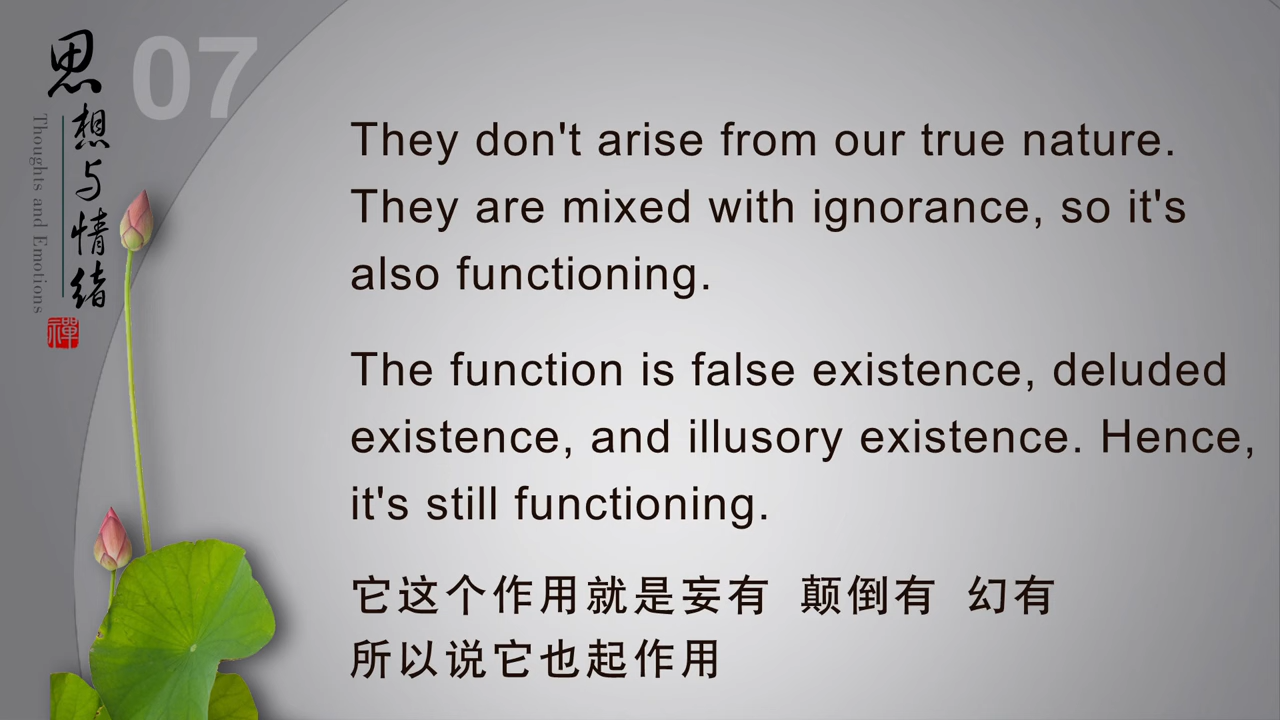 思想与情绪
Thoughts and Emotions
禪
07
They don't arise from our true nature.
They are mixed with ignorance, so it's
also functioning.
The function is false existence, deluded
existence, and illusory existence. Hence,
it's still functioning.
它这个作用就是妄有 颠倒有 幻有
所以说它也起作用